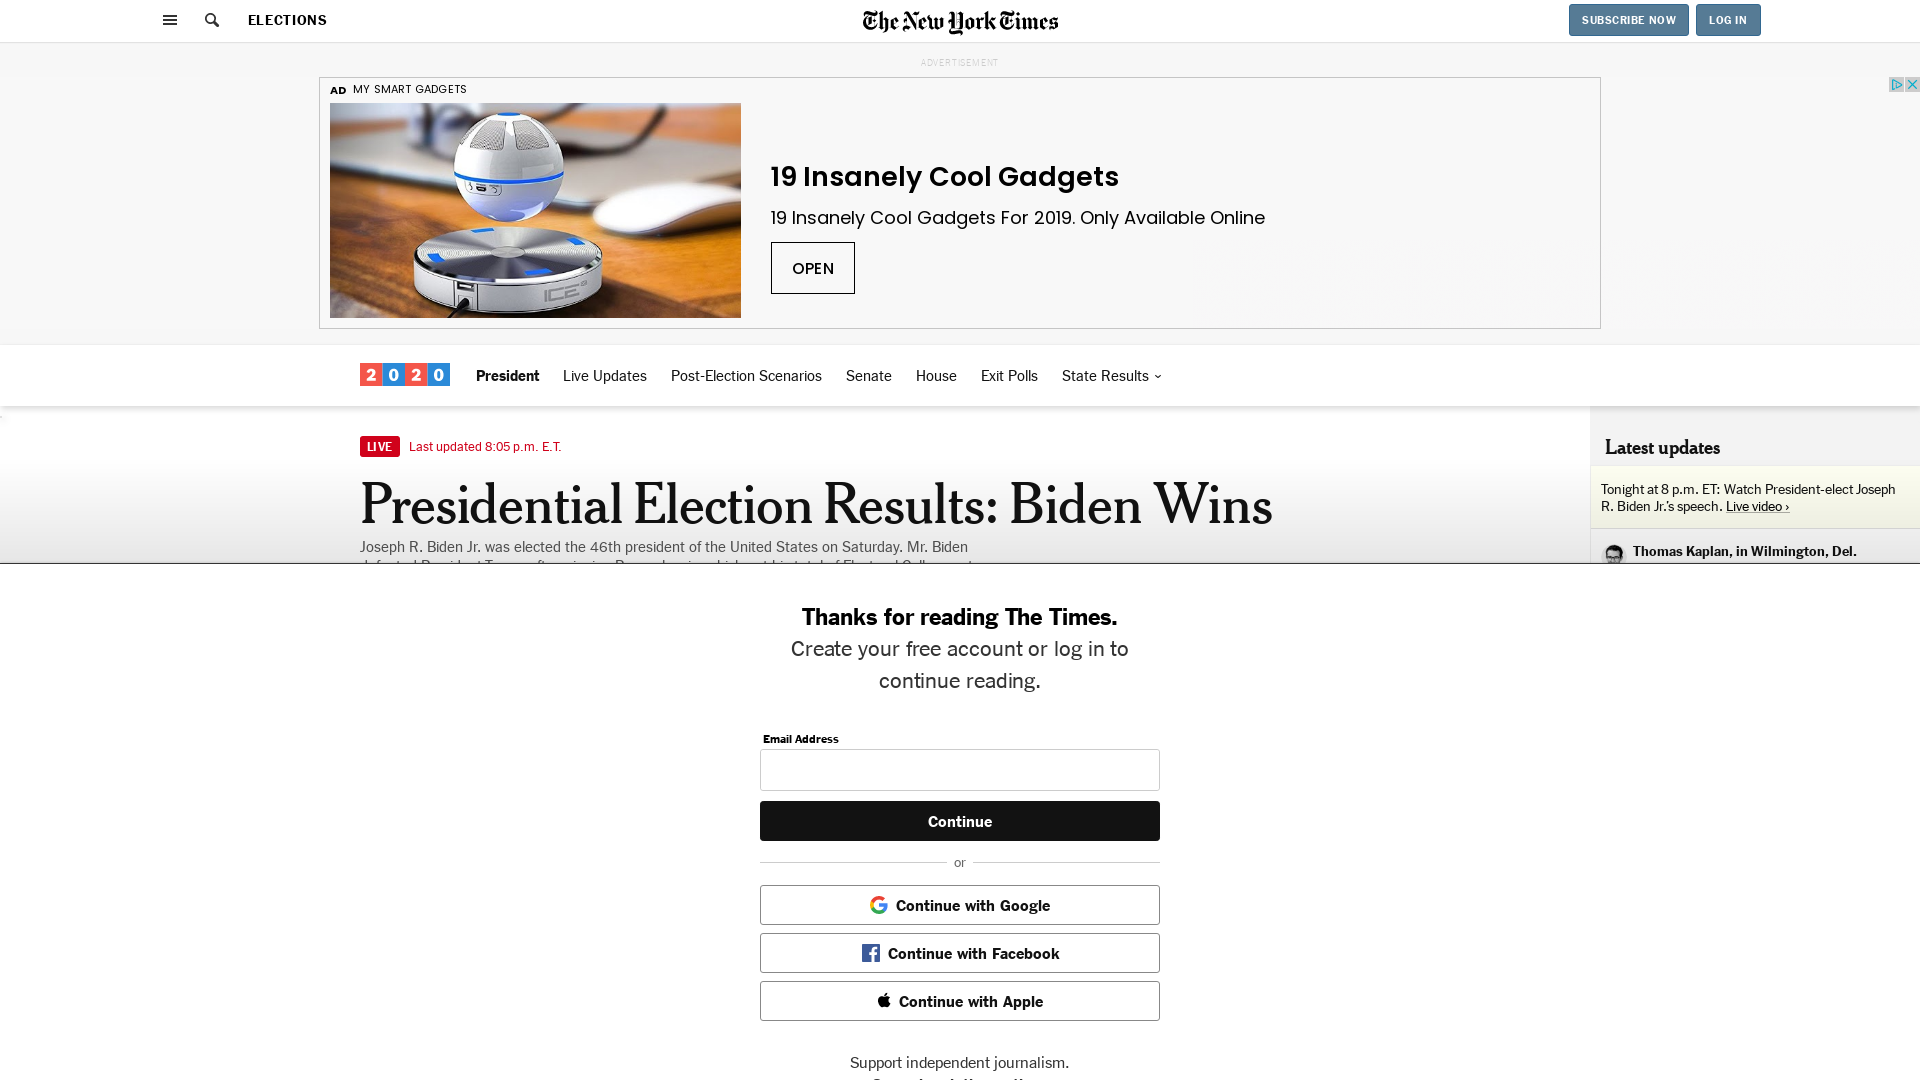 ELECTIONS
The New York Times
SUBSCRIBE NOW
LOG IN
ADVERTISEMENT
AD MY SMART GADGETS
ICE
19 Insanely Cool Gadgets
19 Insanely Cool Gadgets For 2019. Only Available Online
OPEN
2020
President
Live Updates
Post-Election Scenarios
Senate
House
Exit Polls
State Results
LIVE Last updated 8:05 p.m. E.T.
Presidential Election Results: Biden Wins
Joseph R. Biden Jr. was elected the 46th president of the United States on Saturday. Mr. Biden
Latest updates
Tonight at 8 p.m. ET: Watch President-elect Joseph
R. Biden Jr.'s speech. Live video ›
Thomas Kaplan, in Wilmington, Del.
Thanks for reading The Times.
Create your free account or log in to
continue reading.
Email Address
Continue
or
Continue with Google
Continue with Facebook
Continue with Apple
Support independent journalism.